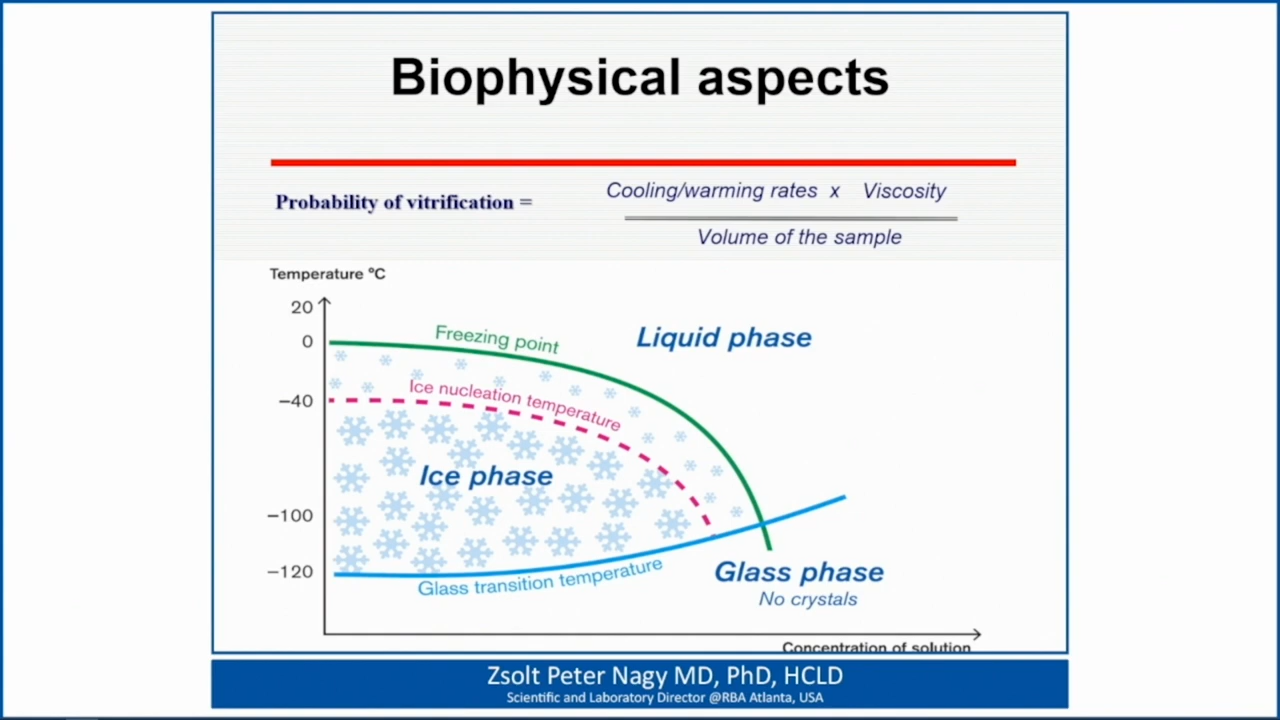 Biophysical aspects
Probability of vitrification =
Cooling/warming rates x Viscosity
Volume of the sample
Temperature ºC
20
0
−40
−100
−120
Freezing point
Liquid phase
Ice nucleation temperature
Ice phase
Glass transition temperature
Glass phase
No crystals
Concentration of solution
Zsolt Peter Nagy MD, PhD, HCLD
Scientific and Laboratory Director @RBA Atlanta, USA